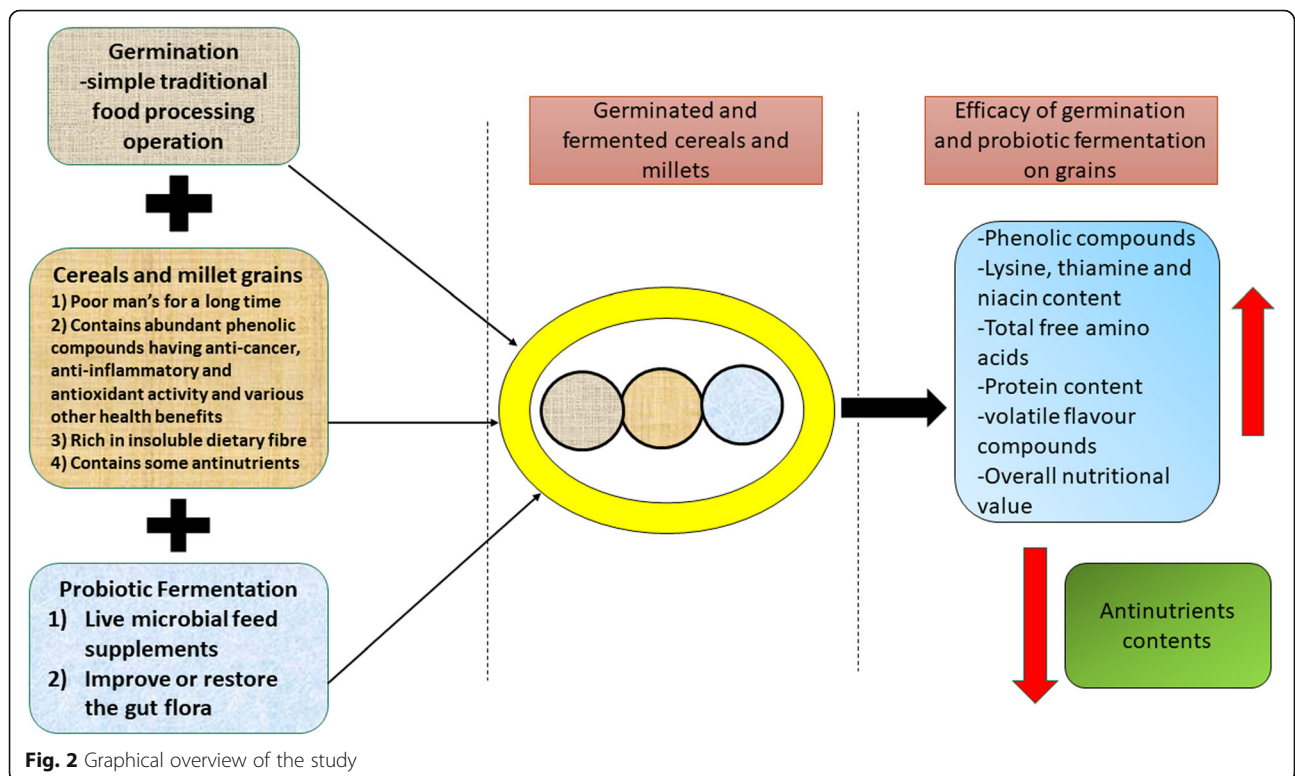 Germination
-simple traditional
food processing
operation
Cereals and millet grains
1) Poor man's for a long time
2) Contains abundant phenolic
compounds having anti-cancer,
anti-inflammatory and
antioxidant activity and various
other health benefits
3) Rich in insoluble dietary fibre
4) Contains some antinutrients
Probiotic Fermentation
1) Live microbial feed
supplements
2) Improve or restore
the gut flora
Germinated and
fermented cereals and
millets
Efficacy of germination
and probiotic fermentation
on grains
-Phenolic compounds
-Lysine, thiamine and
niacin content
-Total free amino
acids
-Protein content
-volatile flavour
compounds
-Overall nutritional
value
Antinutrients
contents
Fig. 2 Graphical overview of the study